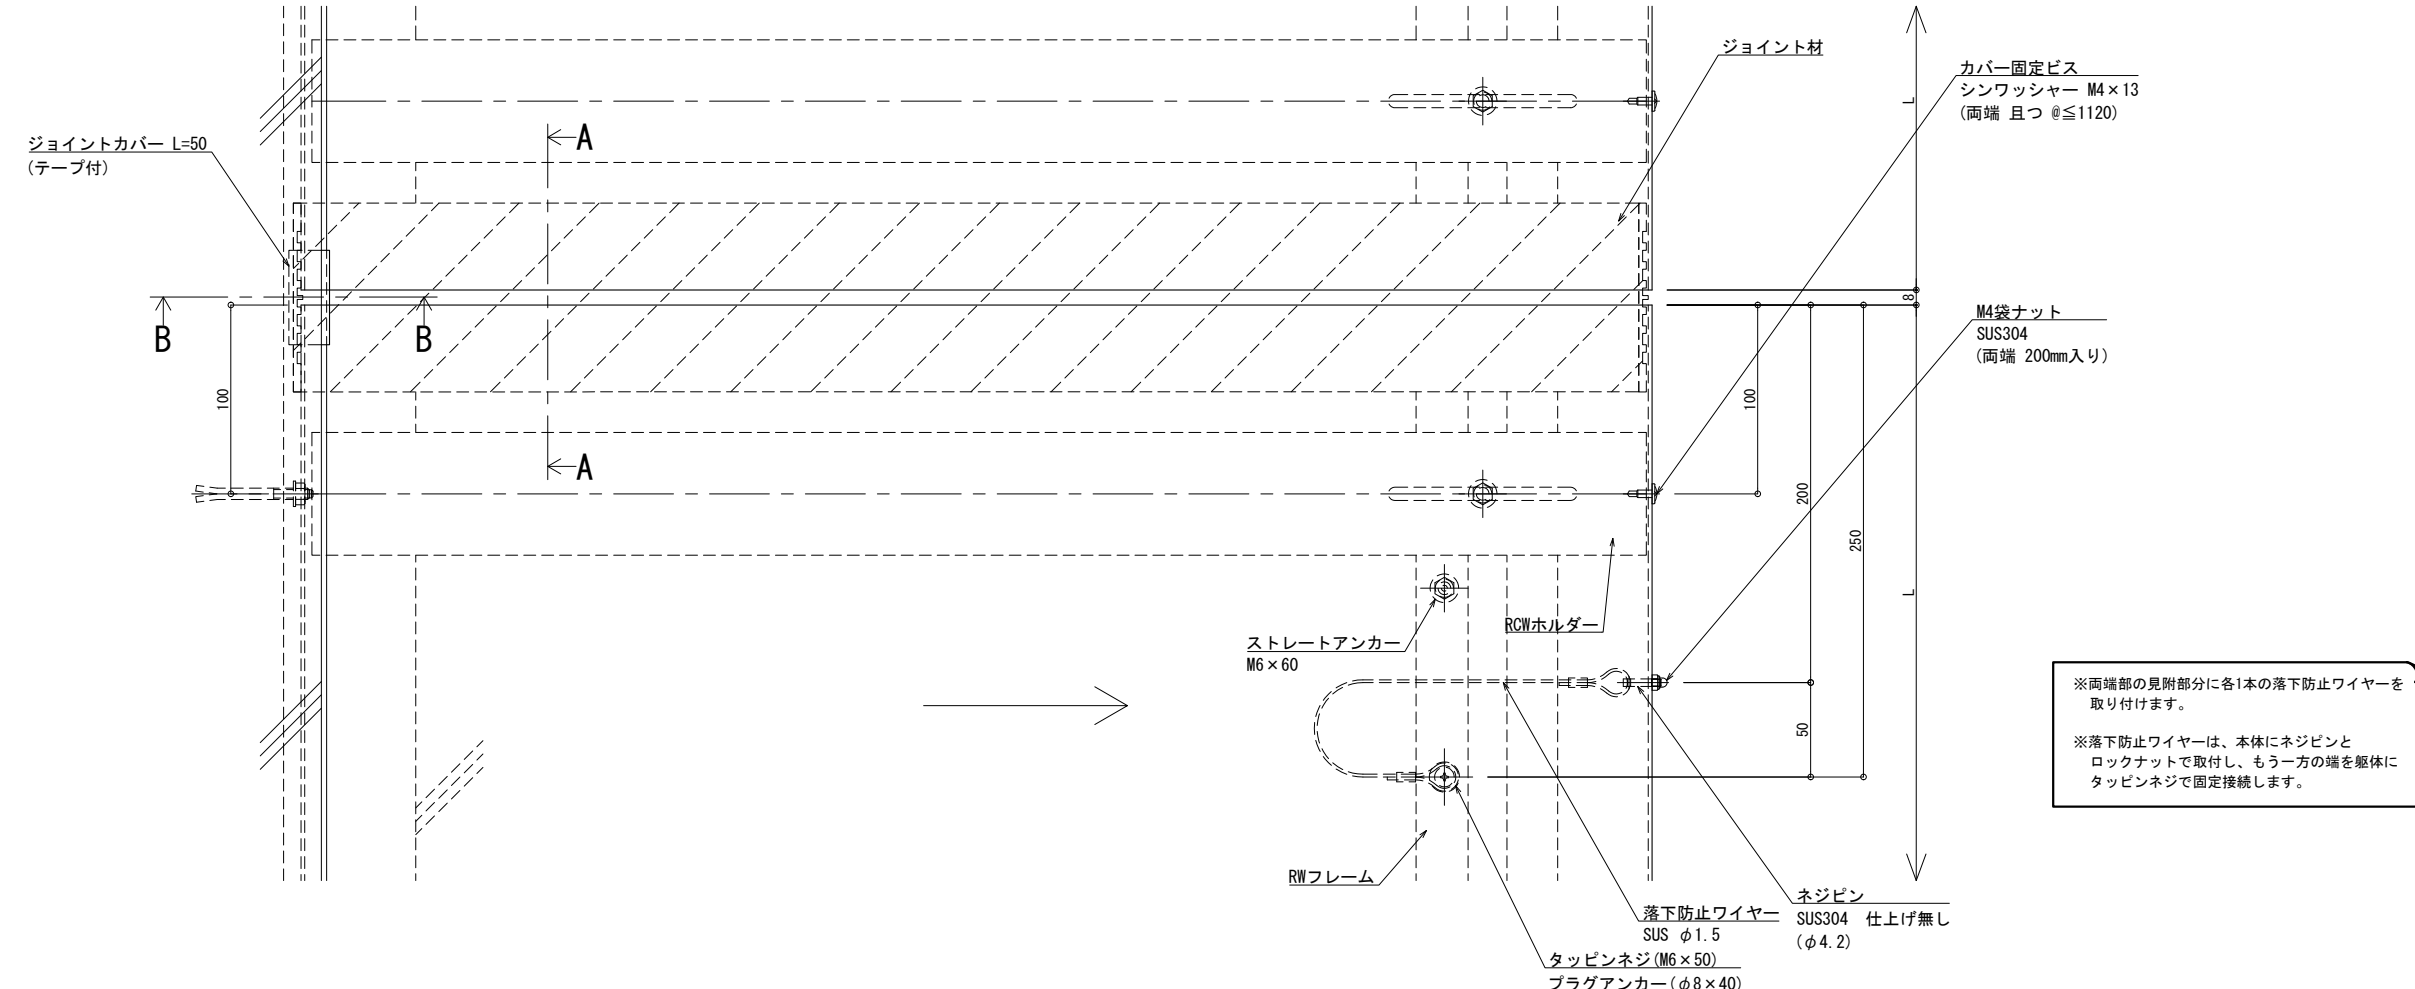 ジョイント材
カバー固定ビス
シンワッシャー M4×13
(両端 且つ @≦1120)
L
ジョイントカバー L=50
(テープ付)
A
B
B
8
M4袋ナット
SUS304
(両端 200mm入り)
100
100
A
200
250
L
RCWホルダー
ストレートアンカー
M6×60
50
※両端部の見附部分に各1本の落下防止ワイヤーを
取り付けます。
※落下防止ワイヤーは、本体にネジピンと
ロックナットで取付し、もう一方の端を躯体に
タッピンネジで固定接続します。
RWフレーム
ネジピン
SUS304 仕上げ無し
(φ4.2)
落下防止ワイヤー
SUS φ1.5
タッピンネジ(M6×50)
プラグアンカー(φ8×40)